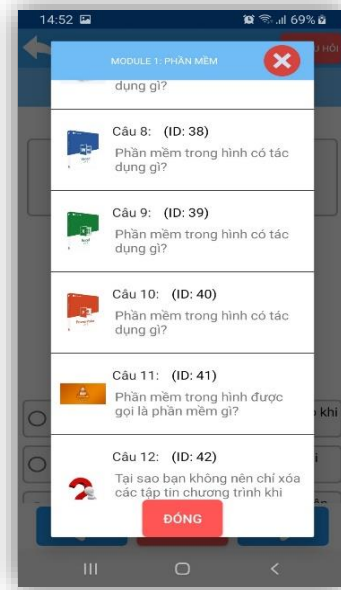 14:52 69%
U HỎI
MODULE 1: PHẦN MỀM
dụng gì?
Câu 8: (ID: 38)
Phần mềm trong hình có tác
dụng gì?
Câu 9: (ID: 39)
Phần mềm trong hình có tác
dụng gì?
Câu 10: (ID: 40)
Phần mềm trong hình có tác
dụng gì?
Câu 11: (ID: 41)
Phần mềm trong hình được
gọi là phần mềm gì?
khi
Câu 12: (ID: 42)
Tại sao bạn không nên chỉ xóa
các tập tin chương trình khi
ĐÓNG